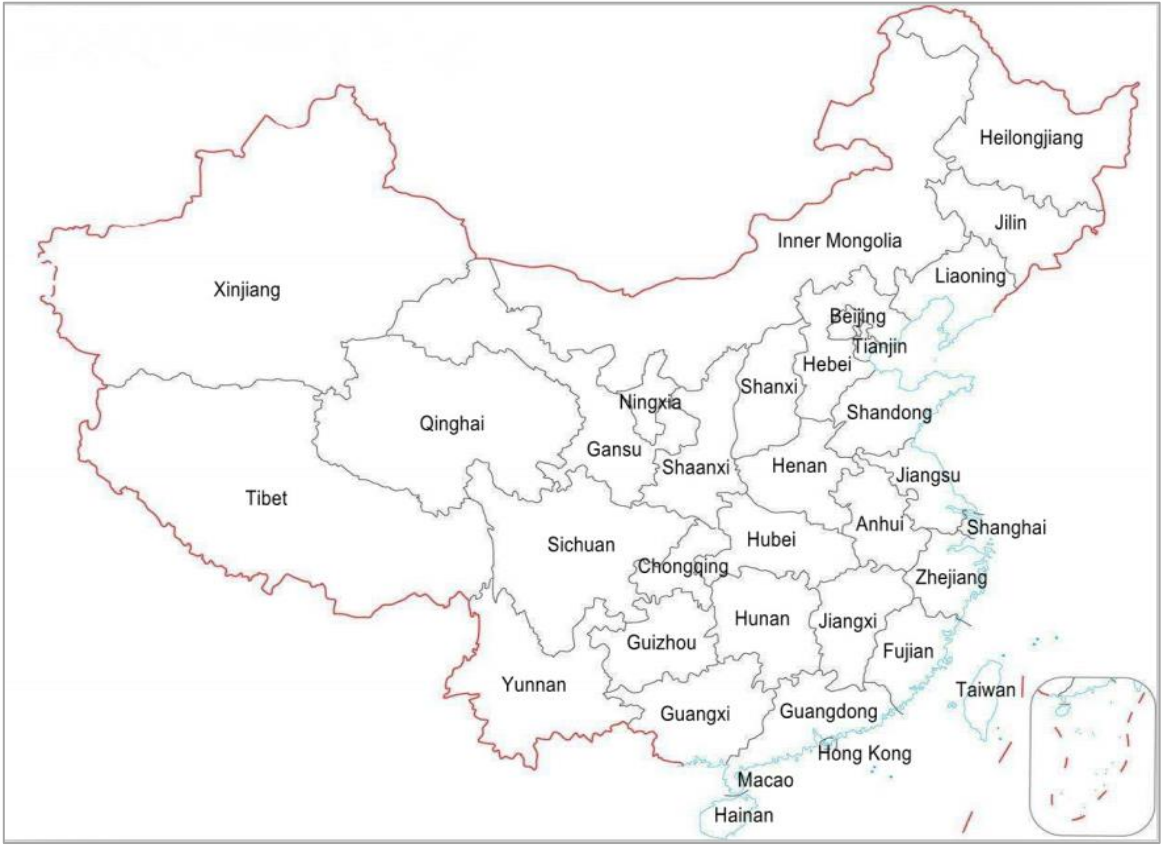 Heilongjiang
Jilin
Inner Mongolia
Liaoning
Xinjiang
Beijing
Tianjin
Hebei
Shanxi
Ningxia
Shandong
Qinghai
Gansu
Shaanxi
Henan
Jiangsu
Tibet
Anhui
Shanghai
Sichuan
Hubei
Chongqing
Zhejiang
Hunan
Jiangxi
Guizhou
Fujian
Yunnan
Taiwan
Guangxi
Guangdong
Hong Kong
Macao
Hainan